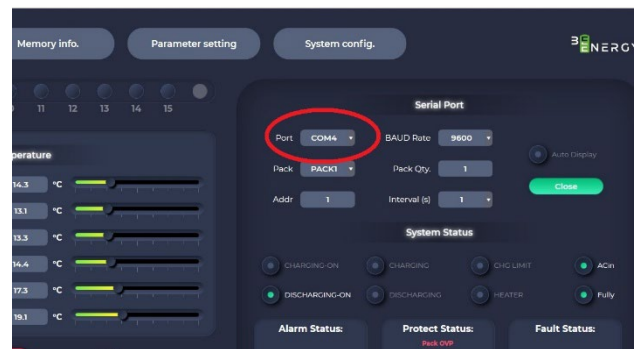 Memory info. Parameter setting System config.
11 12 13 14 15
Serial Port
Port COM4 BAUD Rate 9600
Auto Display
Pack PACK1 Pack Qty. 1
Close
Addr 1 Interval (s) 1
perature
14.3 °C
13.1 °C
13.3 °C
14.4 °C
17.3 °C
19.1 °C
System Status
CHARGING-ON CHARGING CHG LIMIT ACin
DISCHARGING-ON DISCHARGING HEATER Fully
Alarm Status: Protect Status: Fault Status:
Pack OVP